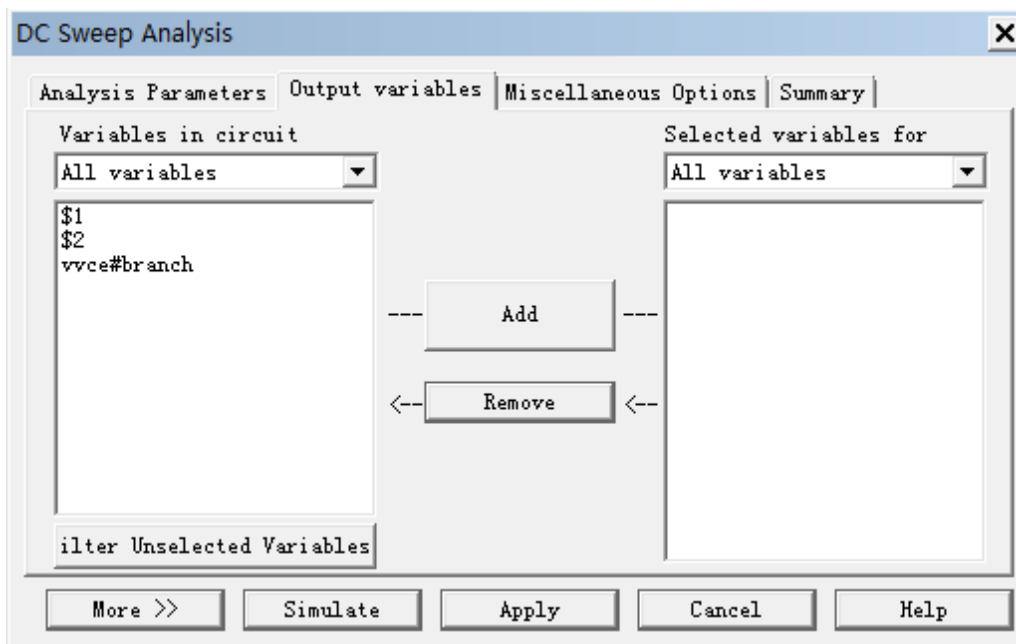 DC Sweep Analysis
Analysis Parameters Output variables Miscellaneous Options Summary
Variables in circuit Selected variables for
All variables All variables
$1
$2
vvce#branch
--- Add ---
<-- Remove <--
ilter Unselected Variables
More >> Simulate Apply Cancel Help